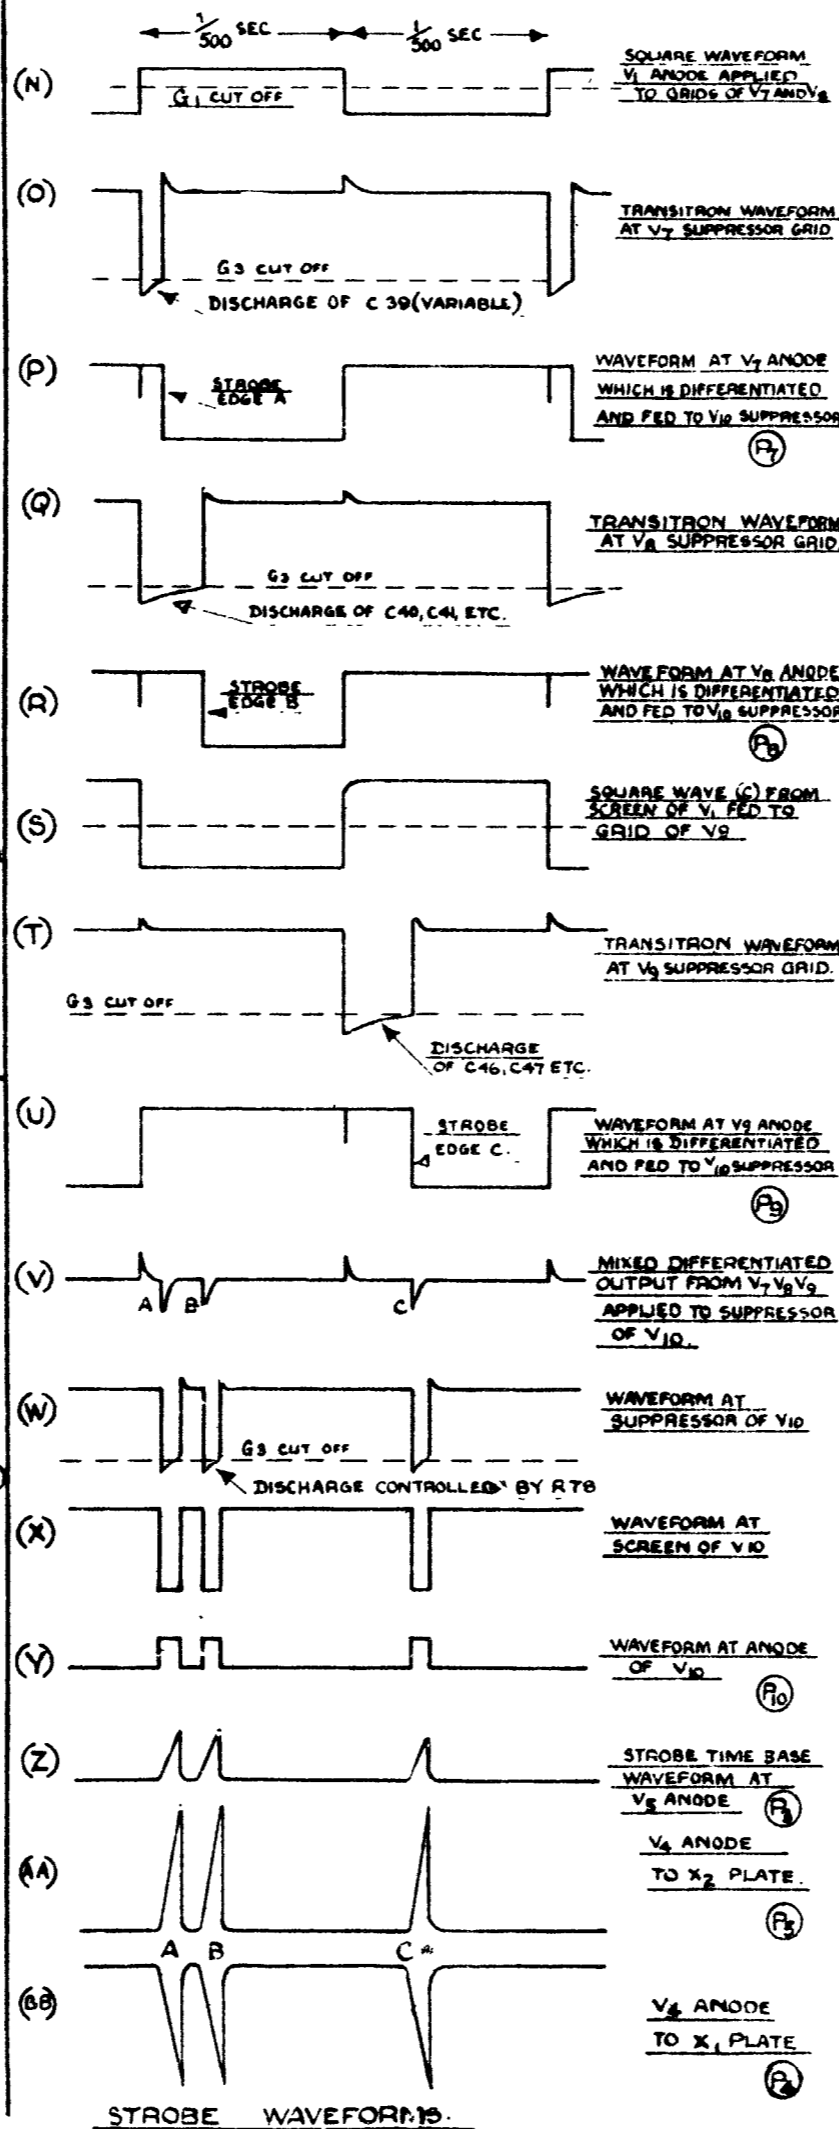 1/500 SEC 1/500 SEC
(N)
G1 CUT OFF
SQUARE WAVEFORM
V1 ANODE APPLIED
TO GRIDS OF V7 AND V8
(O)
G3 CUT OFF
DISCHARGE OF C 39 (VARIABLE)
TRANSITRON WAVEFORM
AT V7 SUPPRESSOR GRID
(P)
STROBE
EDGE A
WAVEFORM AT V7 ANODE
WHICH IS DIFFERENTIATED
AND FED TO V10 SUPPRESSOR
P7
(Q)
G3 CUT OFF
DISCHARGE OF C40, C41, ETC.
TRANSITRON WAVEFORM
AT V8 SUPPRESSOR GRID
(R)
STROBE
EDGE B
WAVEFORM AT V8 ANODE
WHICH IS DIFFERENTIATED
AND FED TO V10 SUPPRESSOR
P8
(S)
SQUARE WAVE (C) FROM
SCREEN OF V1 FED TO
GRID OF V9
(T)
G3 CUT OFF
DISCHARGE
OF C46, C47 ETC.
TRANSITRON WAVEFORM
AT V9 SUPPRESSOR GRID.
(U)
STROBE
EDGE C.
WAVEFORM AT V9 ANODE
WHICH IS DIFFERENTIATED
AND FED TO V10 SUPPRESSOR
P9
(V)
A B C
MIXED DIFFERENTIATED
OUTPUT FROM V7 V8 V9
APPLIED TO SUPPRESSOR
OF V10.
(W)
G3 CUT OFF
DISCHARGE CONTROLLED BY R78
WAVEFORM AT
SUPPRESSOR OF V10
(X)
WAVEFORM AT
SCREEN OF V10
(Y)
WAVEFORM AT ANODE
OF V10
P10
(Z)
STROBE TIME BASE
WAVEFORM AT
V5 ANODE
(AA)
V4 ANODE
TO X2 PLATE.
P5
A B C
(BB)
ANODE
TO X1 PLATE
STROBE WAVEFORMS.